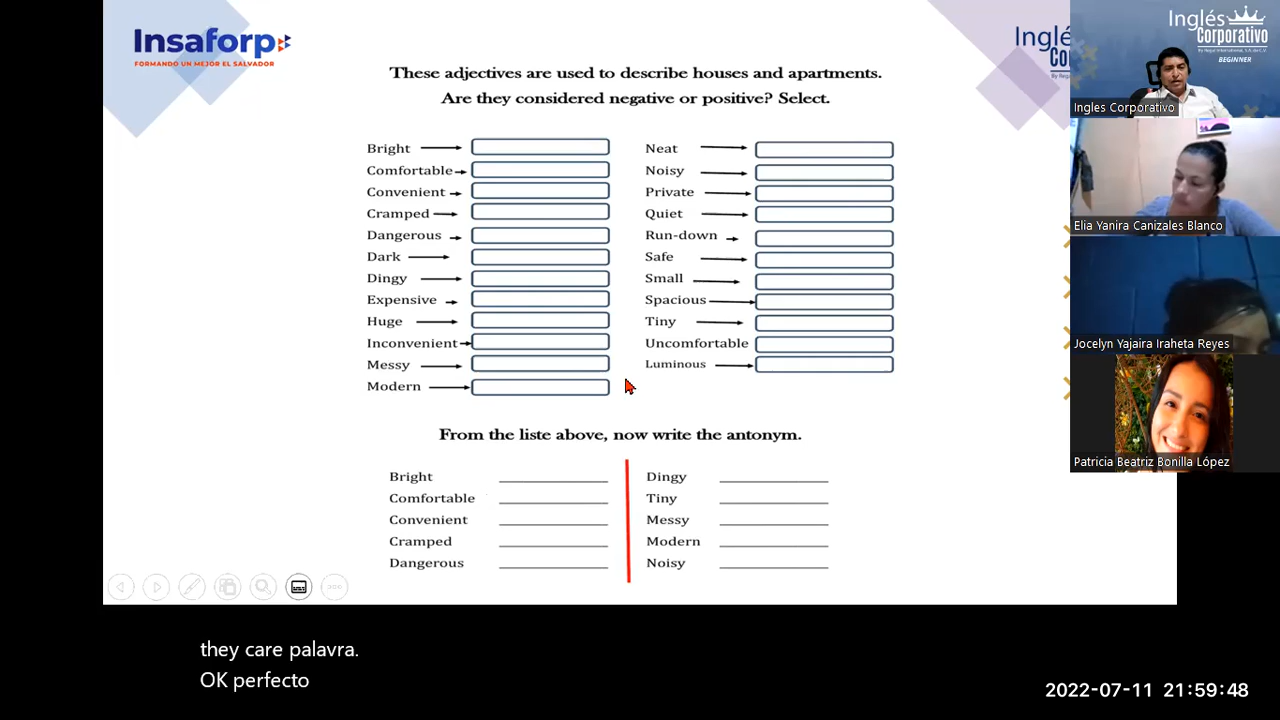 Insaforp
FORMANDO UN MEJOR EL SALVADOR
These adjectives are used to describe houses and apartments.
Are they considered negative or positive? Select.
Bright
Comfortable
Convenient
Cramped
Dangerous
Dark
Dingy
Expensive
Huge
Inconvenient
Messy
Modern
Neat
Noisy
Private
Quiet
Run-down
Safe
Small
Spacious
Tiny
Uncomfortable
Luminous
From the liste above, now write the antonym.
Bright
Comfortable
Convenient
Cramped
Dangerous
Dingy
Tiny
Messy
Modern
Noisy
Inglés
Corporativo
BEGINNER
Ingles Corporativo
Elia Yanira Canizales Blanco
Jocelyn Yajaira Iraheta Reyes
Patricia Beatriz Bonilla López
they care palavra.
OK perfecto
2022-07-11 21:59:48